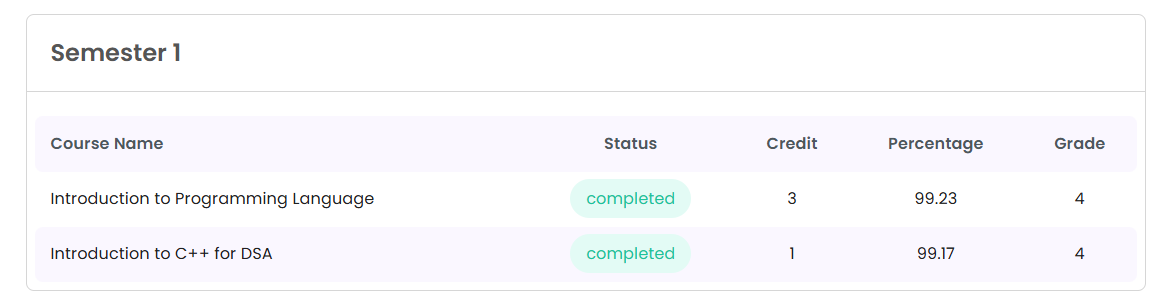 Semester 1
Course Name Status Credit Percentage Grade
Introduction to Programming Language completed 3 99.23 4
Introduction to C++ for DSA completed 1 99.17 4